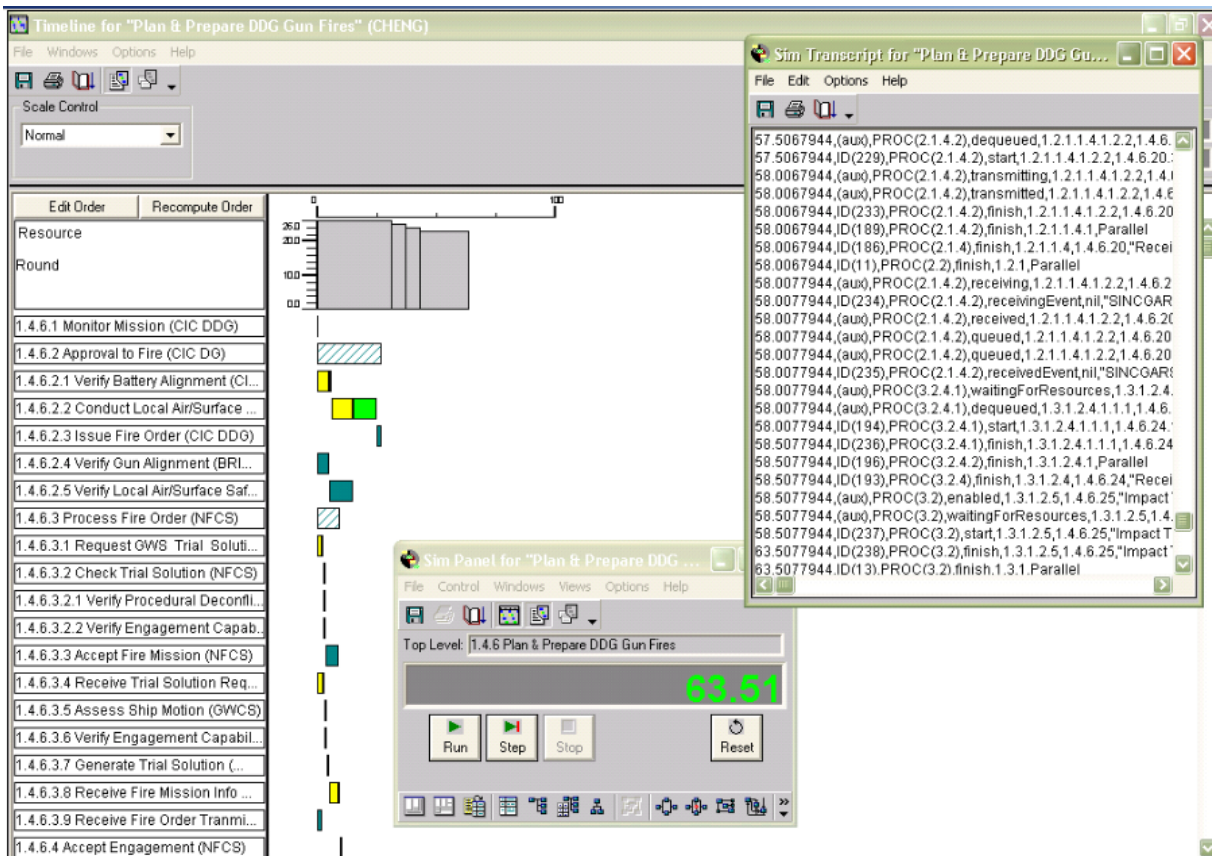 Timeline for "Plan & Prepare DDG Gun Fires" (CHENG)
File Windows Options Help
Scale Control
Normal
Edit Order Recompute Order
Resource
Round
0 100
26.0
20.0
10.0
0.0
1.4.6.1 Monitor Mission (CIC DDG)
1.4.6.2 Approval to Fire (CIC DG)
1.4.6.2.1 Verify Battery Alignment (CI...
1.4.6.2.2 Conduct Local Air/Surface ...
1.4.6.2.3 Issue Fire Order (CIC DDG)
1.4.6.2.4 Verify Gun Alignment (BRI...
1.4.6.2.5 Verify Local Air/Surface Saf...
1.4.6.3 Process Fire Order (NFCS)
1.4.6.3.1 Request GWS Trial Soluti...
1.4.6.3.2 Check Trial Solution (NFCS)
1.4.6.3.2.1 Verify Procedural Deconfli...
1.4.6.3.2.2 Verify Engagement Capab..
1.4.6.3.3 Accept Fire Mission (NFCS)
1.4.6.3.4 Receive Trial Solution Req...
1.4.6.3.5 Assess Ship Motion (GWCS)
1.4.6.3.6 Verify Engagement Capabil...
1.4.6.3.7 Generate Trial Solution (...
1.4.6.3.8 Receive Fire Mission Info ...
1.4.6.3.9 Receive Fire Order Tranmi...
1.4.6.4 Accept Engagement (NFCS)
Sim Transcript for "Plan & Prepare DDG Gu...
File Edit Options Help
57.5067944,(aux),PROC(2.1.4.2),dequeued,1.2.1.1.4.1.2.2,1.4.6.
57.5067944,ID(229),PROC(2.1.4.2),start,1.2.1.1.4.1.2.2,1.4.6.20.
58.0067944,(aux),PROC(2.1.4.2),transmitting,1.2.1.1.4.1.2.2,1.4.
58.0067944,(aux),PROC(2.1.4.2),transmitted,1.2.1.1.4.1.2.2,1.4.6
58.0067944,ID(233),PROC(2.1.4.2),finish,1.2.1.1.4.1.2.2,1.4.6.20
58.0067944,ID(189),PROC(2.1.4.2),finish,1.2.1.1.4.1,Parallel
58.0067944,ID(186),PROC(2.1.4),finish,1.2.1.1.4,1.4.6.20,"Recei
58.0067944,ID(11),PROC(2.2),finish,1.2.1,Parallel
58.0077944,(aux),PROC(2.1.4.2),receiving,1.2.1.1.4.1.2.2,1.4.6.2
58.0077944,ID(234),PROC(2.1.4.2),receivingEvent,nil,"SINCGAR
58.0077944,(aux),PROC(2.1.4.2),received,1.2.1.1.4.1.2.2,1.4.6.20
58.0077944,(aux),PROC(2.1.4.2),queued,1.2.1.1.4.1.2.2,1.4.6.20
58.0077944,(aux),PROC(2.1.4.2),queued,1.2.1.1.4.1.2.2,1.4.6.20
58.0077944,ID(235),PROC(2.1.4.2),receivedEvent,nil,"SINCGARS
58.0077944,(aux),PROC(3.2.4.1),waitingForResources,1.3.1.2.4.
58.0077944,(aux),PROC(3.2.4.1),dequeued,1.3.1.2.4.1.1.1,1.4.6.
58.0077944,ID(194),PROC(3.2.4.1),start,1.3.1.2.4.1.1.1,1.4.6.24.
58.5077944,ID(236),PROC(3.2.4.1),finish,1.3.1.2.4.1.1.1,1.4.6.24
58.5077944,ID(196),PROC(3.2.4.2),finish,1.3.1.2.4.1,Parallel
58.5077944,ID(193),PROC(3.2.4),finish,1.3.1.2.4,1.4.6.24,"Recei
58.5077944,(aux),PROC(3.2),enabled,1.3.1.2.5,1.4.6.25,"Impact
58.5077944,(aux),PROC(3.2),waitingForResources,1.3.1.2.5,1.4.
58.5077944,ID(237),PROC(3.2),start,1.3.1.2.5,1.4.6.25,"Impact T
63.5077944,ID(238),PROC(3.2),finish,1.3.1.2.5,1.4.6.25,"Impact
63.5077944,ID(13),PROC(3.2),finish,1.3.1,Parallel
Sim Panel for "Plan & Prepare DDG ...
File Control Windows Views Options Help
Top Level: 1.4.6 Plan & Prepare DDG Gun Fires
63.51
Run Step Stop Reset